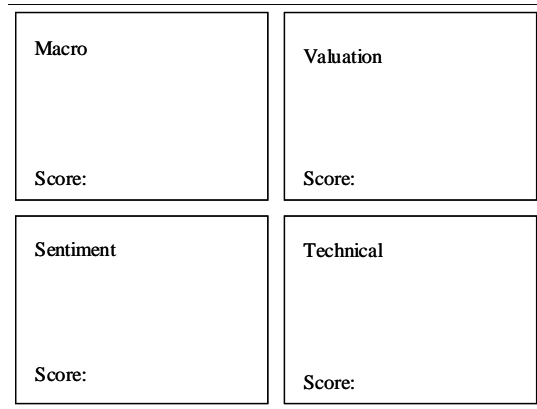 Macro
Score:
Valuation
Score:
Sentiment
Score:
Technical
Score: